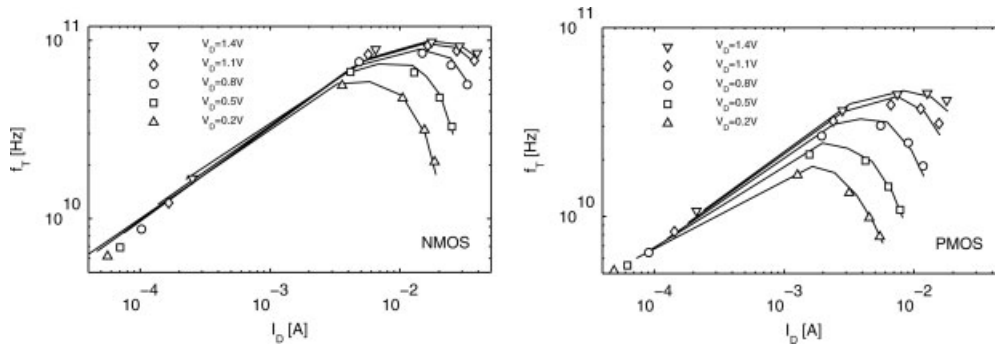 10^11
V_D=1.4V
V_D=1.1V
V_D=0.8V
V_D=0.5V
V_D=0.2V
f_T [Hz]
10^10
NMOS
10^-4
10^-3
10^-2
I_D [A]
10^11
V_D=1.4V
V_D=1.1V
V_D=0.8V
V_D=0.5V
V_D=0.2V
f_T [Hz]
10^10
PMOS
10^-4
10^-3
10^-2
I_D [A]